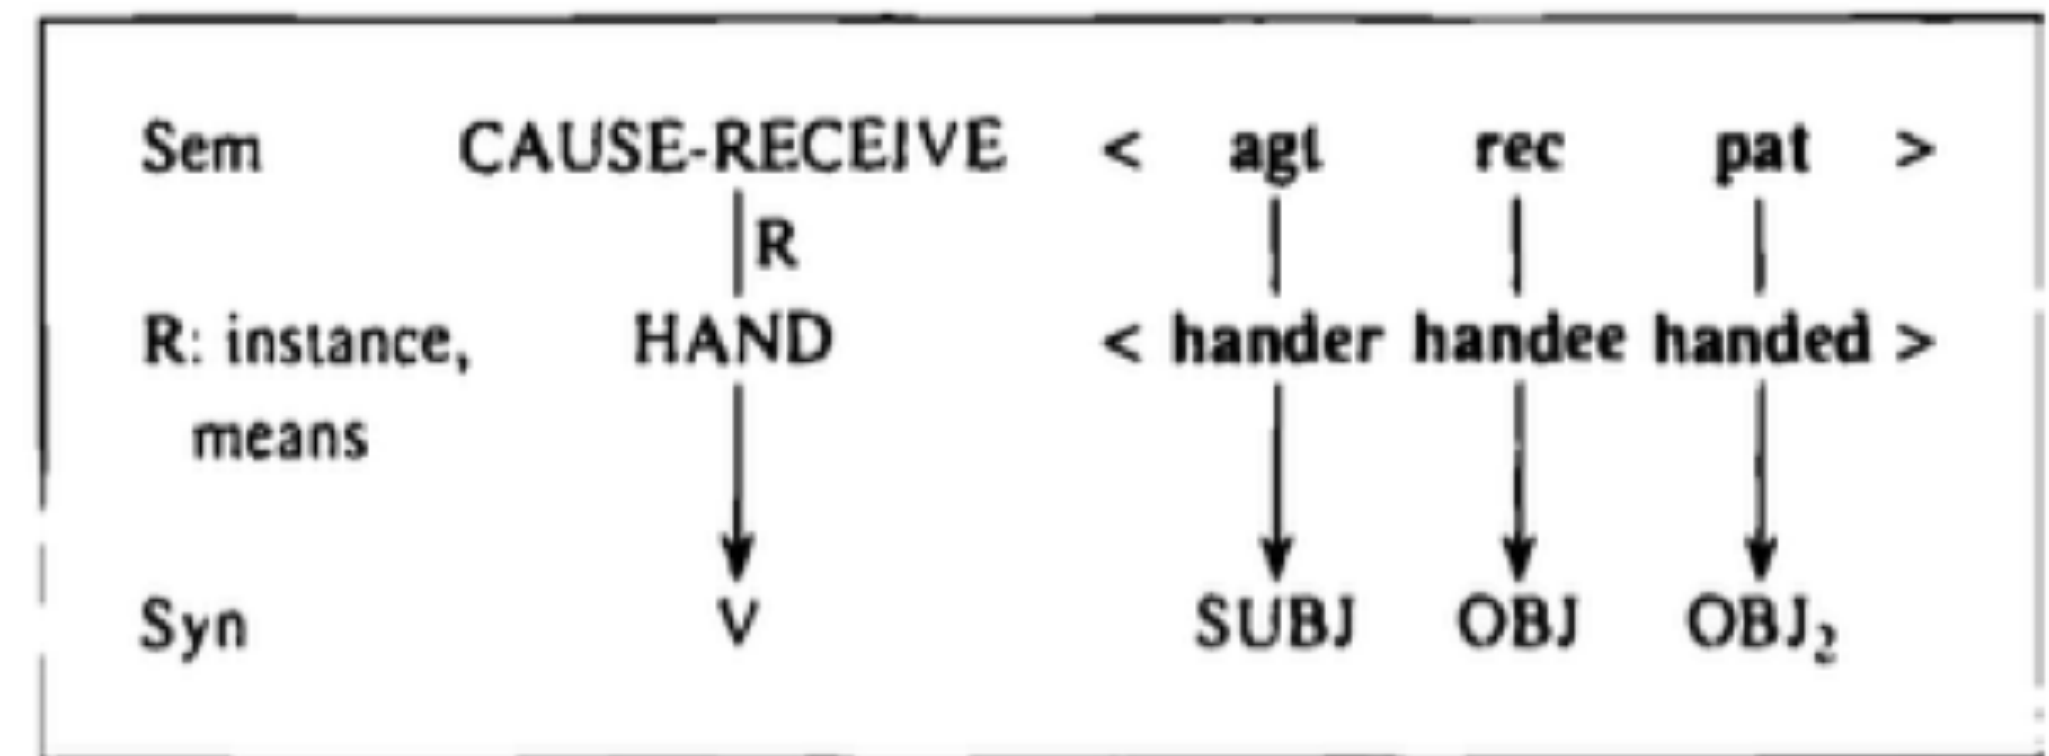 Sem CAUSE-RECEIVE < agt rec pat >
R
R: instance, HAND < hander handee handed >
means
Syn V SUBJ OBJ OBJ₂